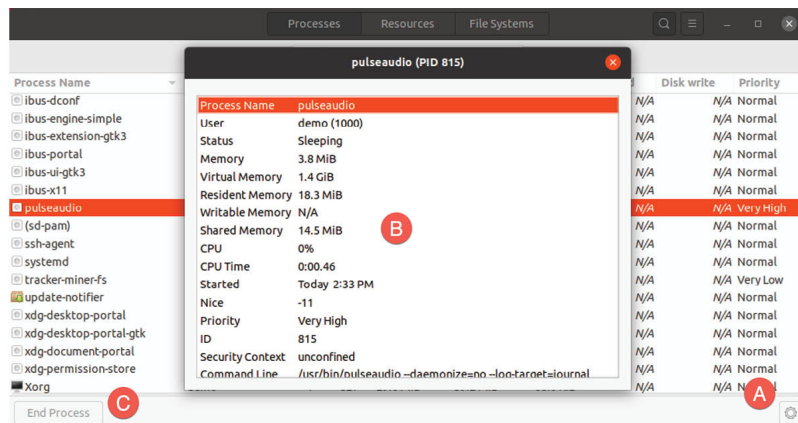 Processes Resources File Systems
pulseaudio (PID 815)
Process Name Disk write Priority
ibus-dconf N/A N/A Normal
ibus-engine-simple N/A N/A Normal
ibus-extension-gtk3 N/A N/A Normal
ibus-portal N/A N/A Normal
ibus-ui-gtk3 N/A N/A Normal
ibus-x11 N/A N/A Normal
pulseaudio N/A N/A Very High
(sd-pam) N/A N/A Normal
ssh-agent N/A N/A Normal
systemd N/A N/A Normal
tracker-miner-fs N/A N/A Very Low
update-notifier N/A N/A Normal
xdg-desktop-portal N/A N/A Normal
xdg-desktop-portal-gtk N/A N/A Normal
xdg-document-portal N/A N/A Normal
xdg-permission-store N/A N/A Normal
Xorg N/A N/A
Process Name pulseaudio
User demo (1000)
Status Sleeping
Memory 3.8 MiB
Virtual Memory 1.4 GiB
Resident Memory 18.3 MiB
Writable Memory N/A
Shared Memory 14.5 MiB
CPU 0%
CPU Time 0:00.46
Started Today 2:33 PM
Nice -11
Priority Very High
ID 815
Security Context unconfined
Command Line /usr/bin/pulseaudio --daemonize=no --log-target=journal
B
A
C
End Process